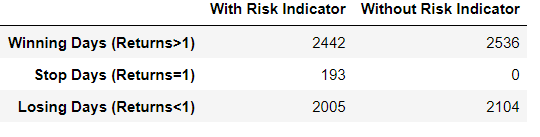 With Risk Indicator Without Risk Indicator
Winning Days (Returns>1) 2442 2536
Stop Days (Returns=1) 193 0
Losing Days (Returns<1) 2005 2104